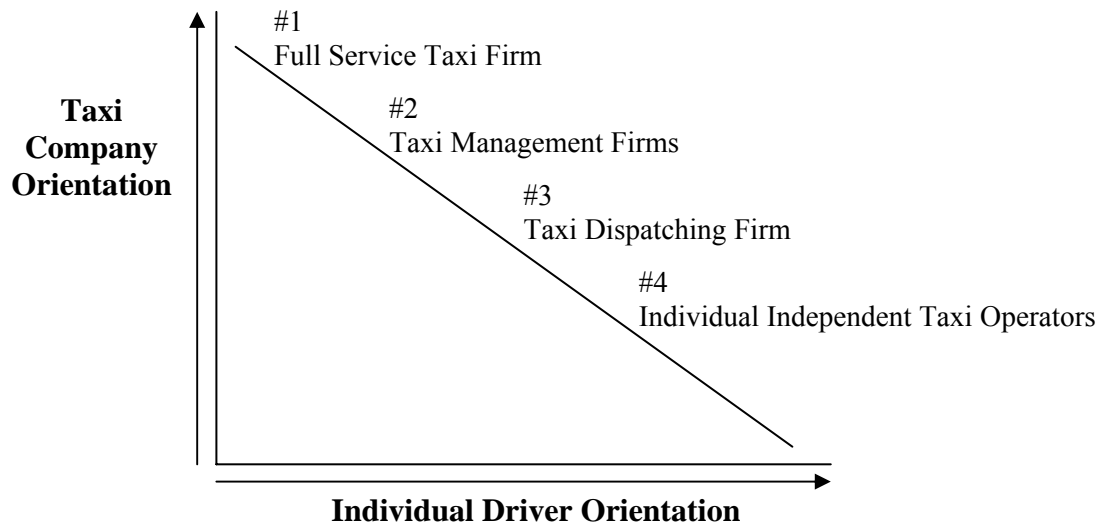 #1
Full Service Taxi Firm
Taxi
Company
Orientation
#2
Taxi Management Firms
#3
Taxi Dispatching Firm
#4
Individual Independent Taxi Operators
Individual Driver Orientation